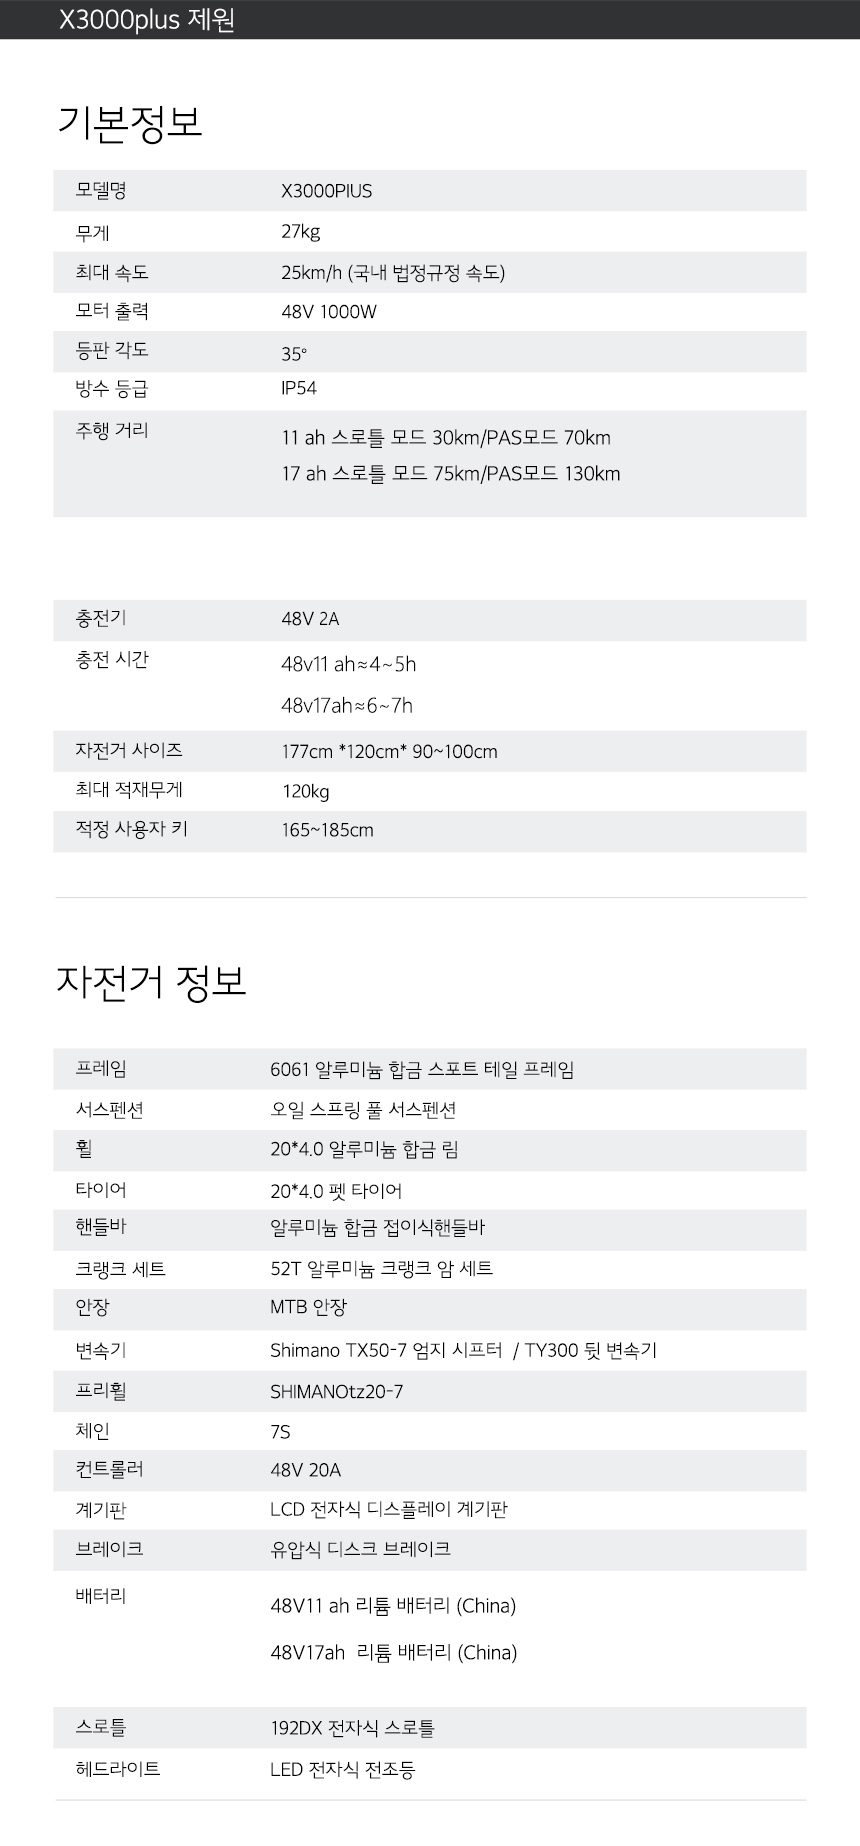 X3000plus 제원
기본정보
모델명 X3000PIUS
무게 27kg
최대 속도 25km/h (국내 법정규정 속도)
모터 출력 48V 1000W
등판 각도 35°
방수 등급 IP54
주행 거리 11 ah 스로틀 모드 30km/PAS모드 70km
17 ah 스로틀 모드 75km/PAS모드 130km
충전기 48V 2A
충전 시간 48v11 ah≈4~5h
48v17ah≈6~7h
자전거 사이즈 177cm *120cm* 90~100cm
최대 적재무게 120kg
적정 사용자 키 165~185cm
자전거 정보
프레임 6061 알루미늄 합금 스포트 테일 프레임
서스펜션 오일 스프링 풀 서스펜션
휠 20*4.0 알루미늄 합금 림
타이어 20*4.0 펫 타이어
핸들바 알루미늄 합금 접이식핸들바
크랭크 세트 52T 알루미늄 크랭크 암 세트
안장 MTB 안장
변속기 Shimano TX50-7 엄지 시프터 / TY300 뒷 변속기
프리휠 SHIMANOtz20-7
체인 7S
컨트롤러 48V 20A
계기판 LCD 전자식 디스플레이 계기판
브레이크 유압식 디스크 브레이크
배터리 48V11 ah 리튬 배터리 (China)
48V17ah 리튬 배터리 (China)
스로틀 192DX 전자식 스로틀
헤드라이트 LED 전자식 전조등